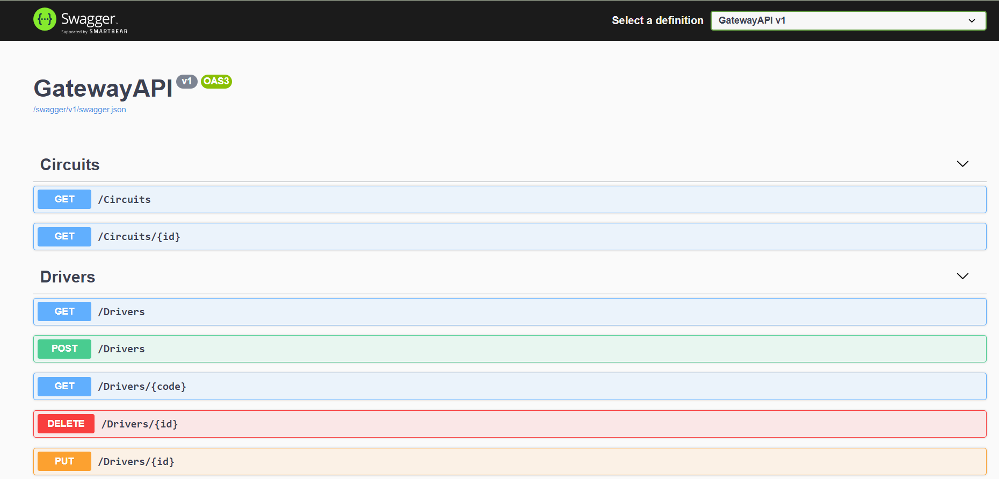 {...} Swagger™
Supported by SMARTBEAR
Select a definition
GatewayAPI v1
GatewayAPI v1 OAS3
/swagger/v1/swagger.json
Circuits
GET /Circuits
GET /Circuits/{id}
Drivers
GET /Drivers
POST /Drivers
GET /Drivers/{code}
DELETE /Drivers/{id}
PUT /Drivers/{id}